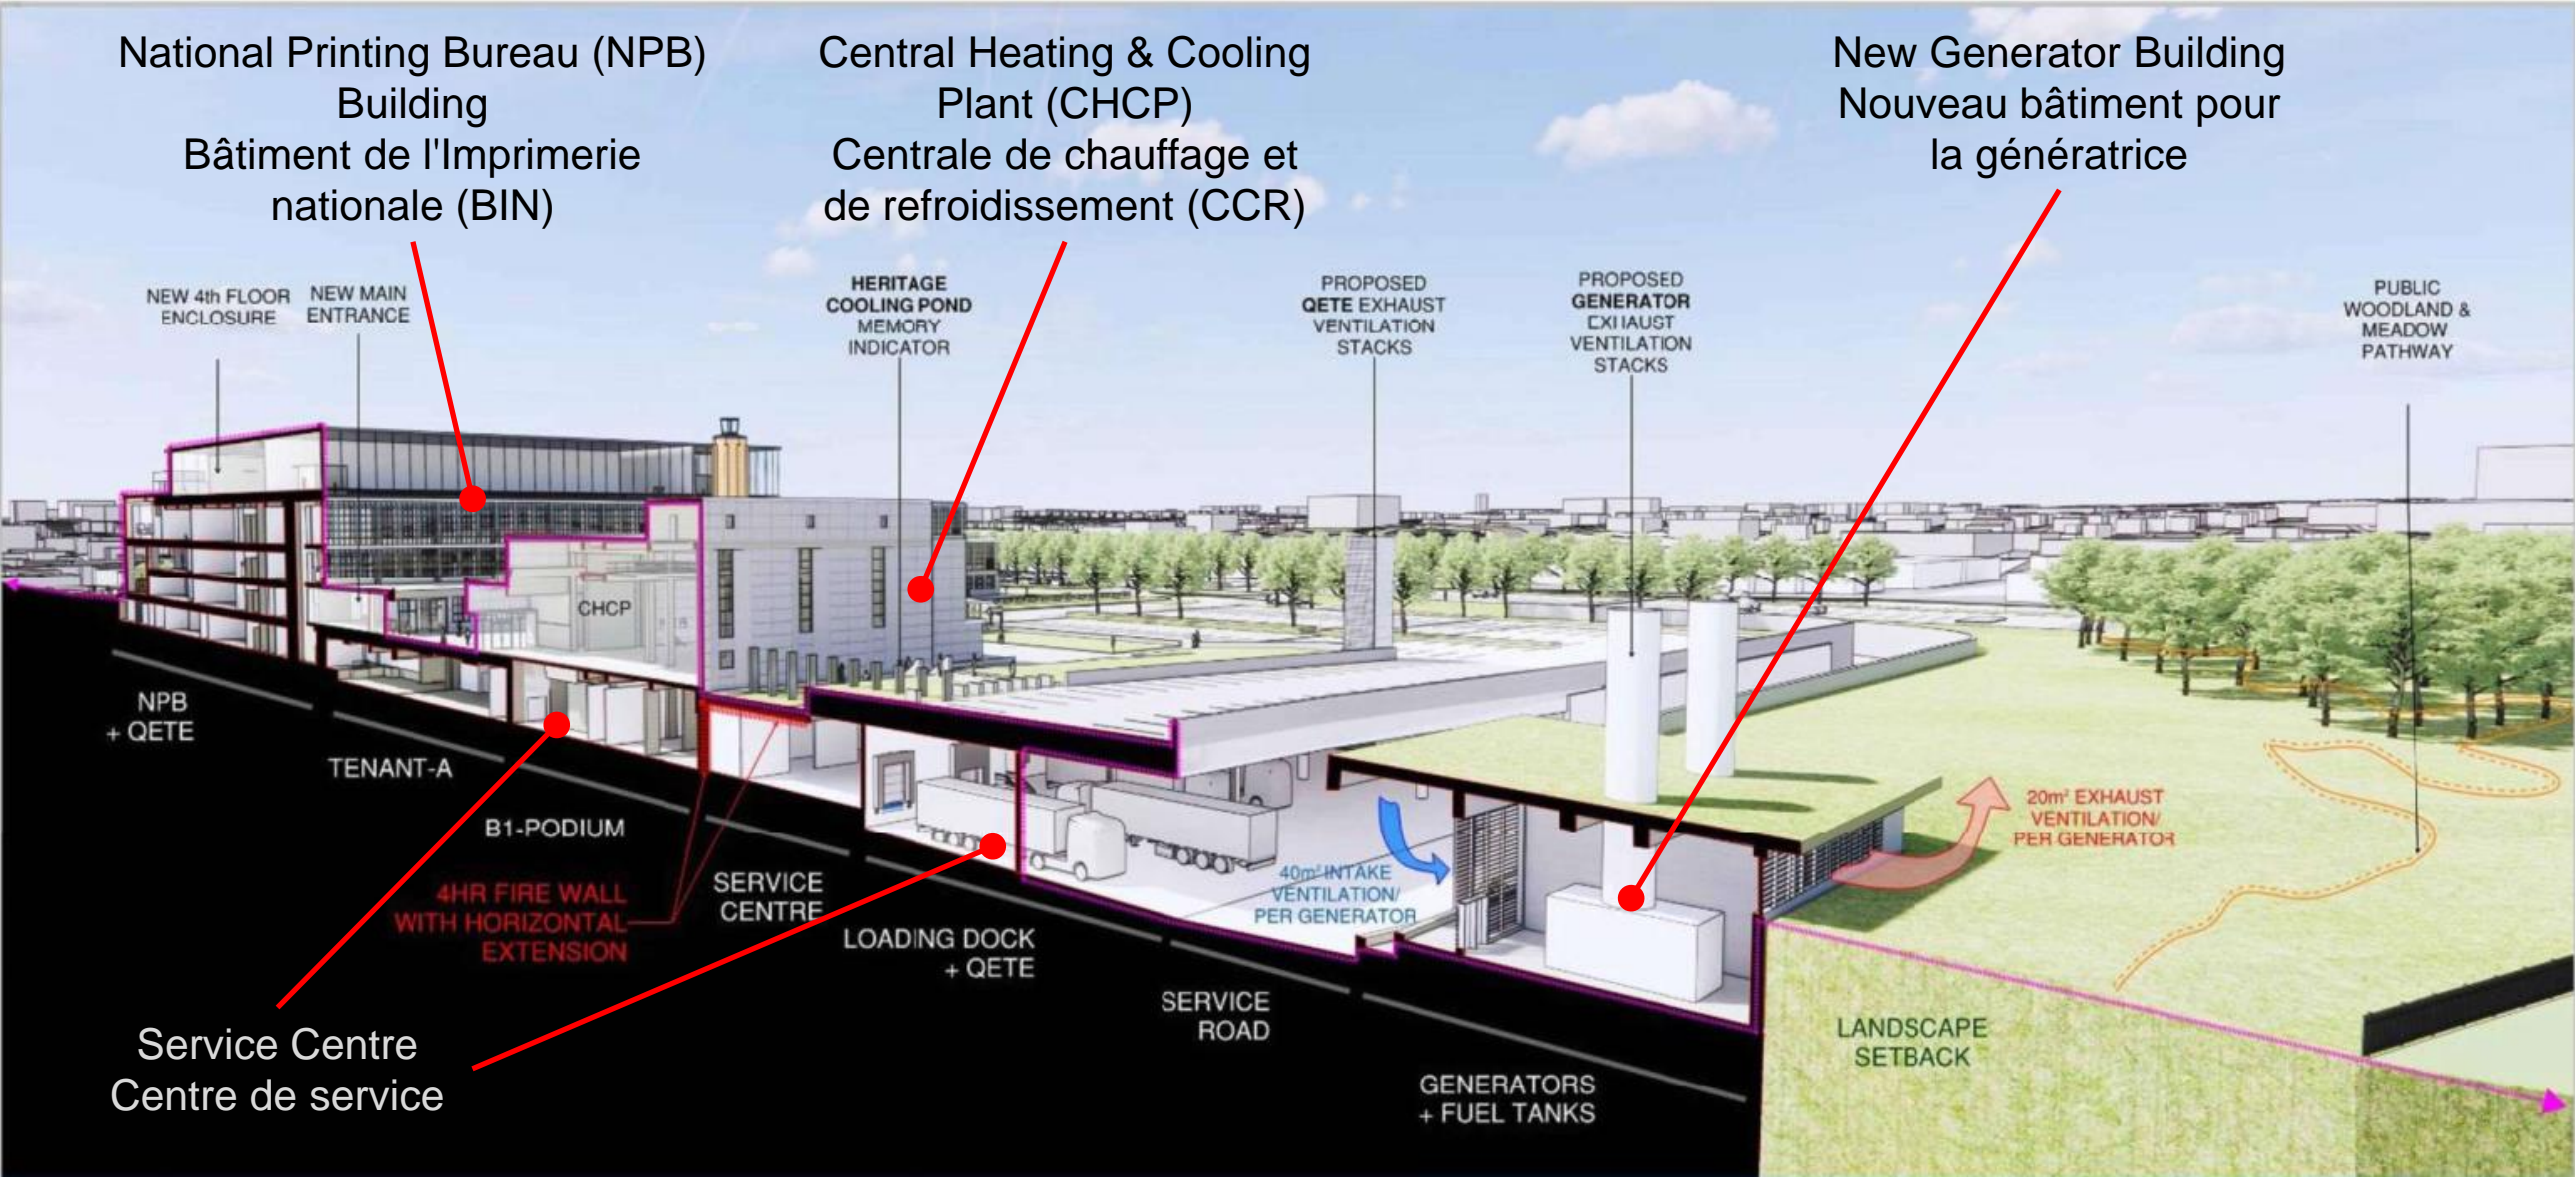 National Printing Bureau (NPB)
Building
Bâtiment de l'Imprimerie
nationale (BIN)
Central Heating & Cooling
Plant (CHCP)
Centrale de chauffage et
de refroidissement (CCR)
New Generator Building
Nouveau bâtiment pour
la génératrice
NEW 4th FLOOR
ENCLOSURE
NEW MAIN
ENTRANCE
HERITAGE
COOLING POND
MEMORY
INDICATOR
PROPOSED
QETE EXHAUST
VENTILATION
STACKS
PROPOSED
GENERATOR
EXHAUST
VENTILATION
STACKS
PUBLIC
WOODLAND &
MEADOW
PATHWAY
CHCP
NPB
+ QETE
TENANT-A
B1-PODIUM
4HR FIRE WALL
WITH HORIZONTAL
EXTENSION
SERVICE
CENTRE
LOADING DOCK
+ QETE
SERVICE
ROAD
GENERATORS
+ FUEL TANKS
40m² INTAKE
VENTILATION/
PER GENERATOR
20m² EXHAUST
VENTILATION/
PER GENERATOR
LANDSCAPE
SETBACK
Service Centre
Centre de service